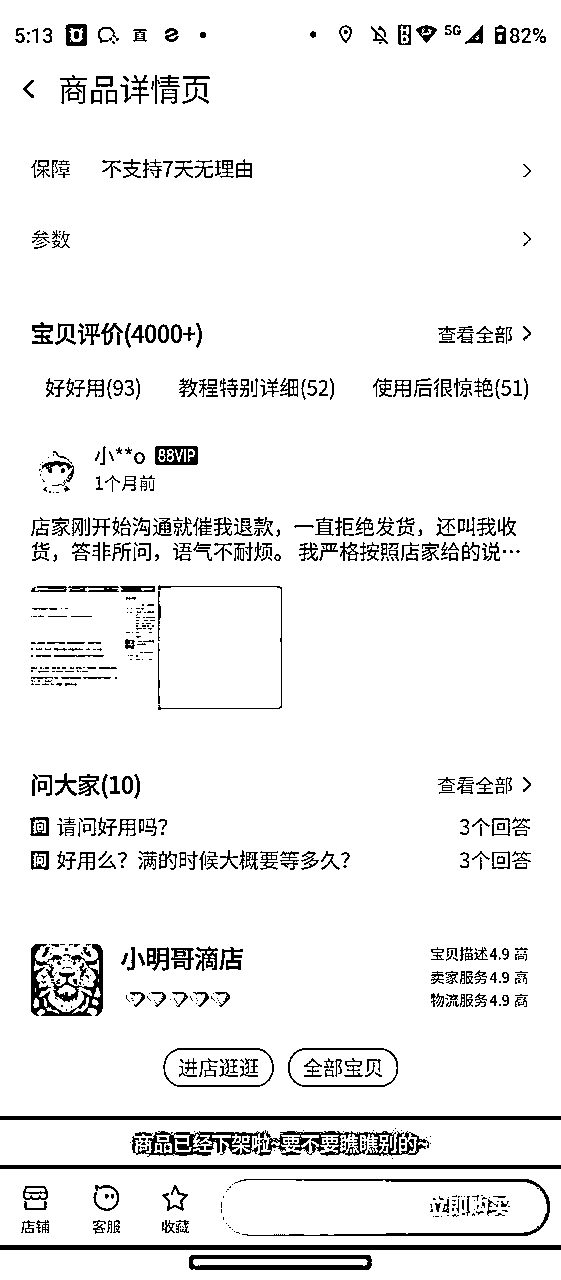 5:13
5G 82%
商品详情页
保障 不支持7天无理由
参数
宝贝评价(4000+) 查看全部
好好用(93) 教程特别详细(52) 使用后很惊艳(51)
小**o 88VIP
1个月前
店家刚开始沟通就催我退款，一直拒绝发货，还叫我收
货，答非所问，语气不耐烦。 我严格按照店家给的说…
问大家(10) 查看全部
问 请问好用吗? 3个回答
问 好用么? 满的时候大概要等多久? 3个回答
小明哥滴店
宝贝描述4.9 高
卖家服务4.9 高
物流服务4.9 高
进店逛逛 全部宝贝
商品已经下架啦~要不要瞧瞧别的~
店铺 客服 收藏 立即购买